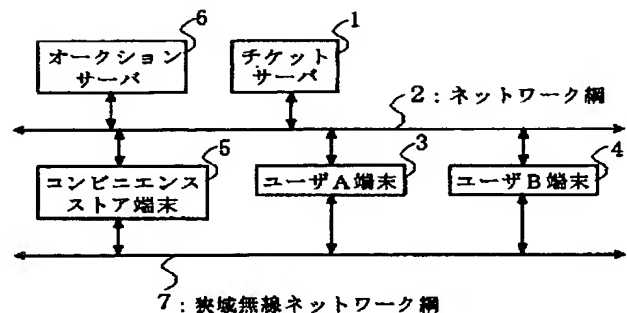 6
オークション
サーバ
1
チケット
サーバ
2：ネットワーク網
5
コンビニエンス
ストア端末
3
ユーザA端末
4
ユーザB端末
7：狭域無線ネットワーク網